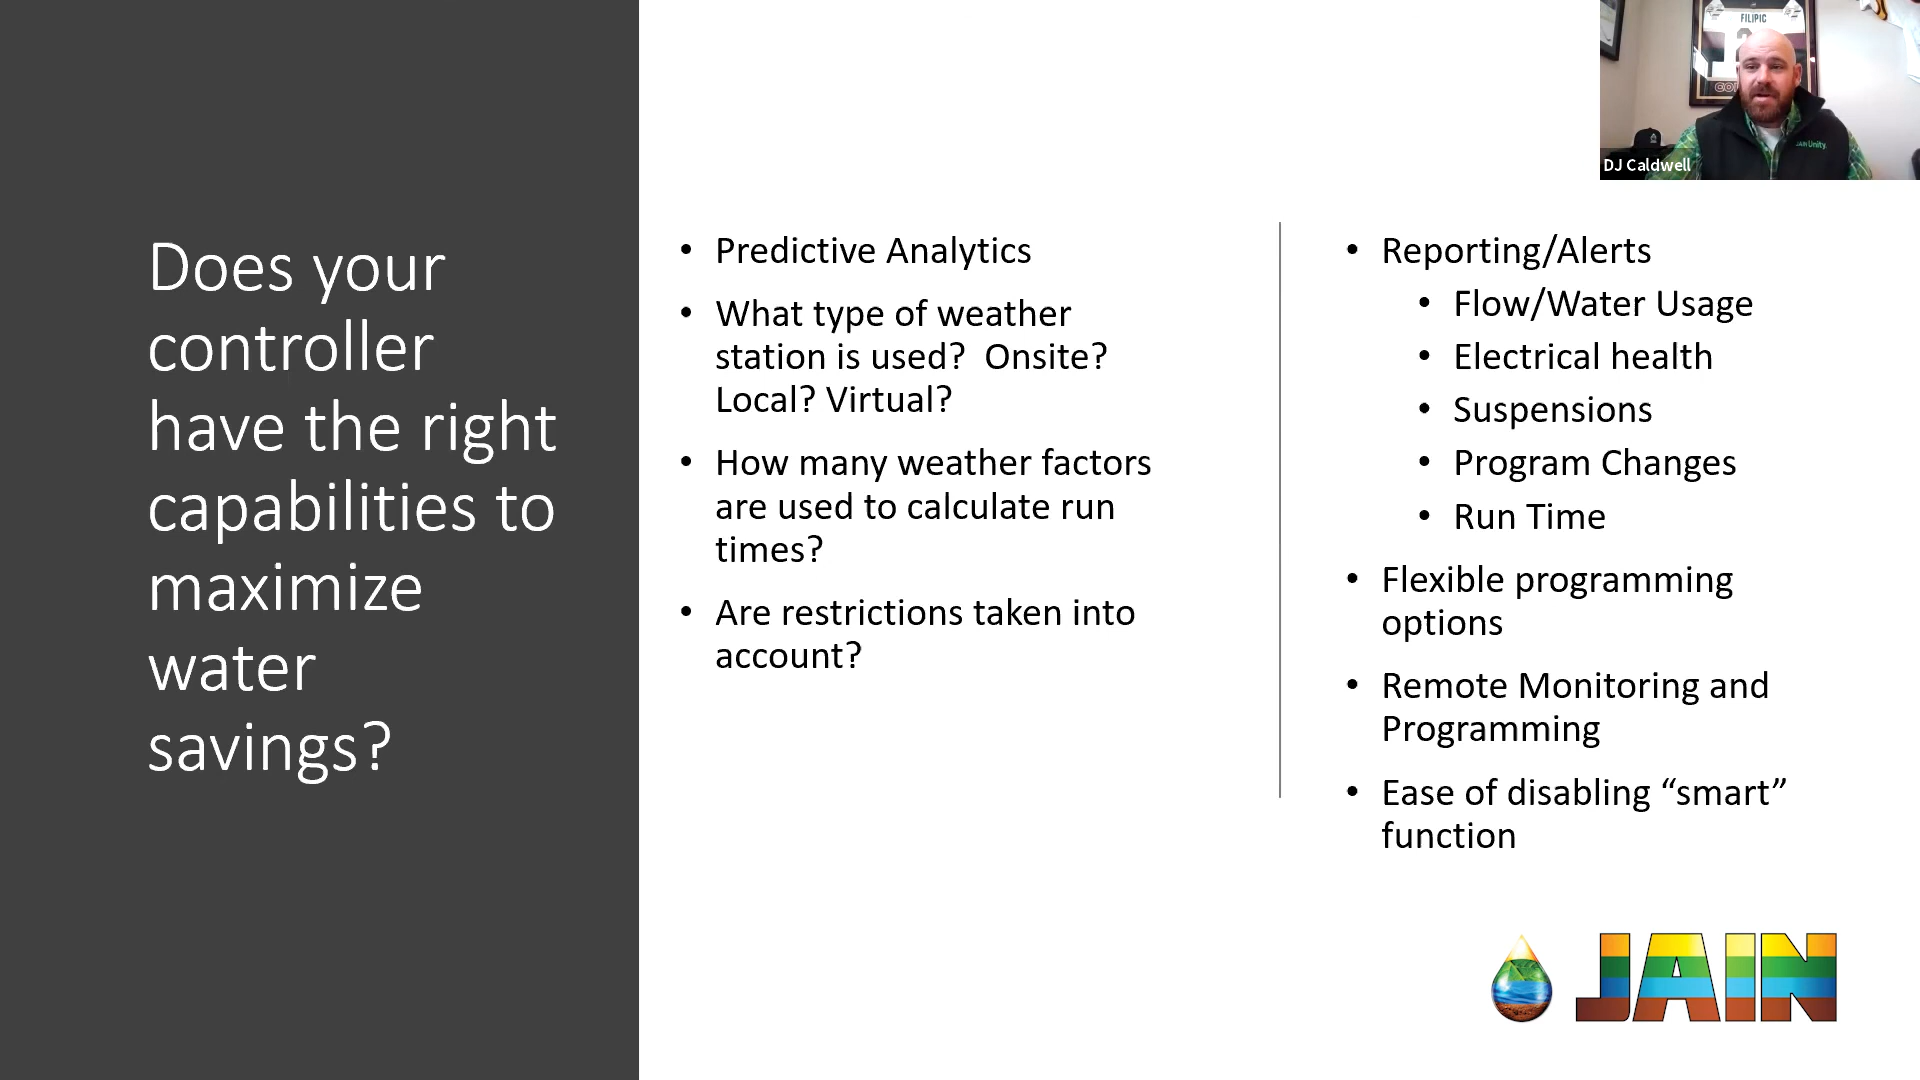 Does your
controller
have the right
capabilities to
maximize
water
savings?
• Predictive Analytics
• What type of weather
station is used?  Onsite?
Local? Virtual?
• How many weather factors
are used to calculate run
times?
• Are restrictions taken into
account?
• Reporting/Alerts
• Flow/Water Usage
• Electrical health
• Suspensions
• Program Changes
• Run Time
• Flexible programming
options
• Remote Monitoring and
Programming
• Ease of disabling “smart”
function
FILIPIC
DJ Caldwell
JAIN